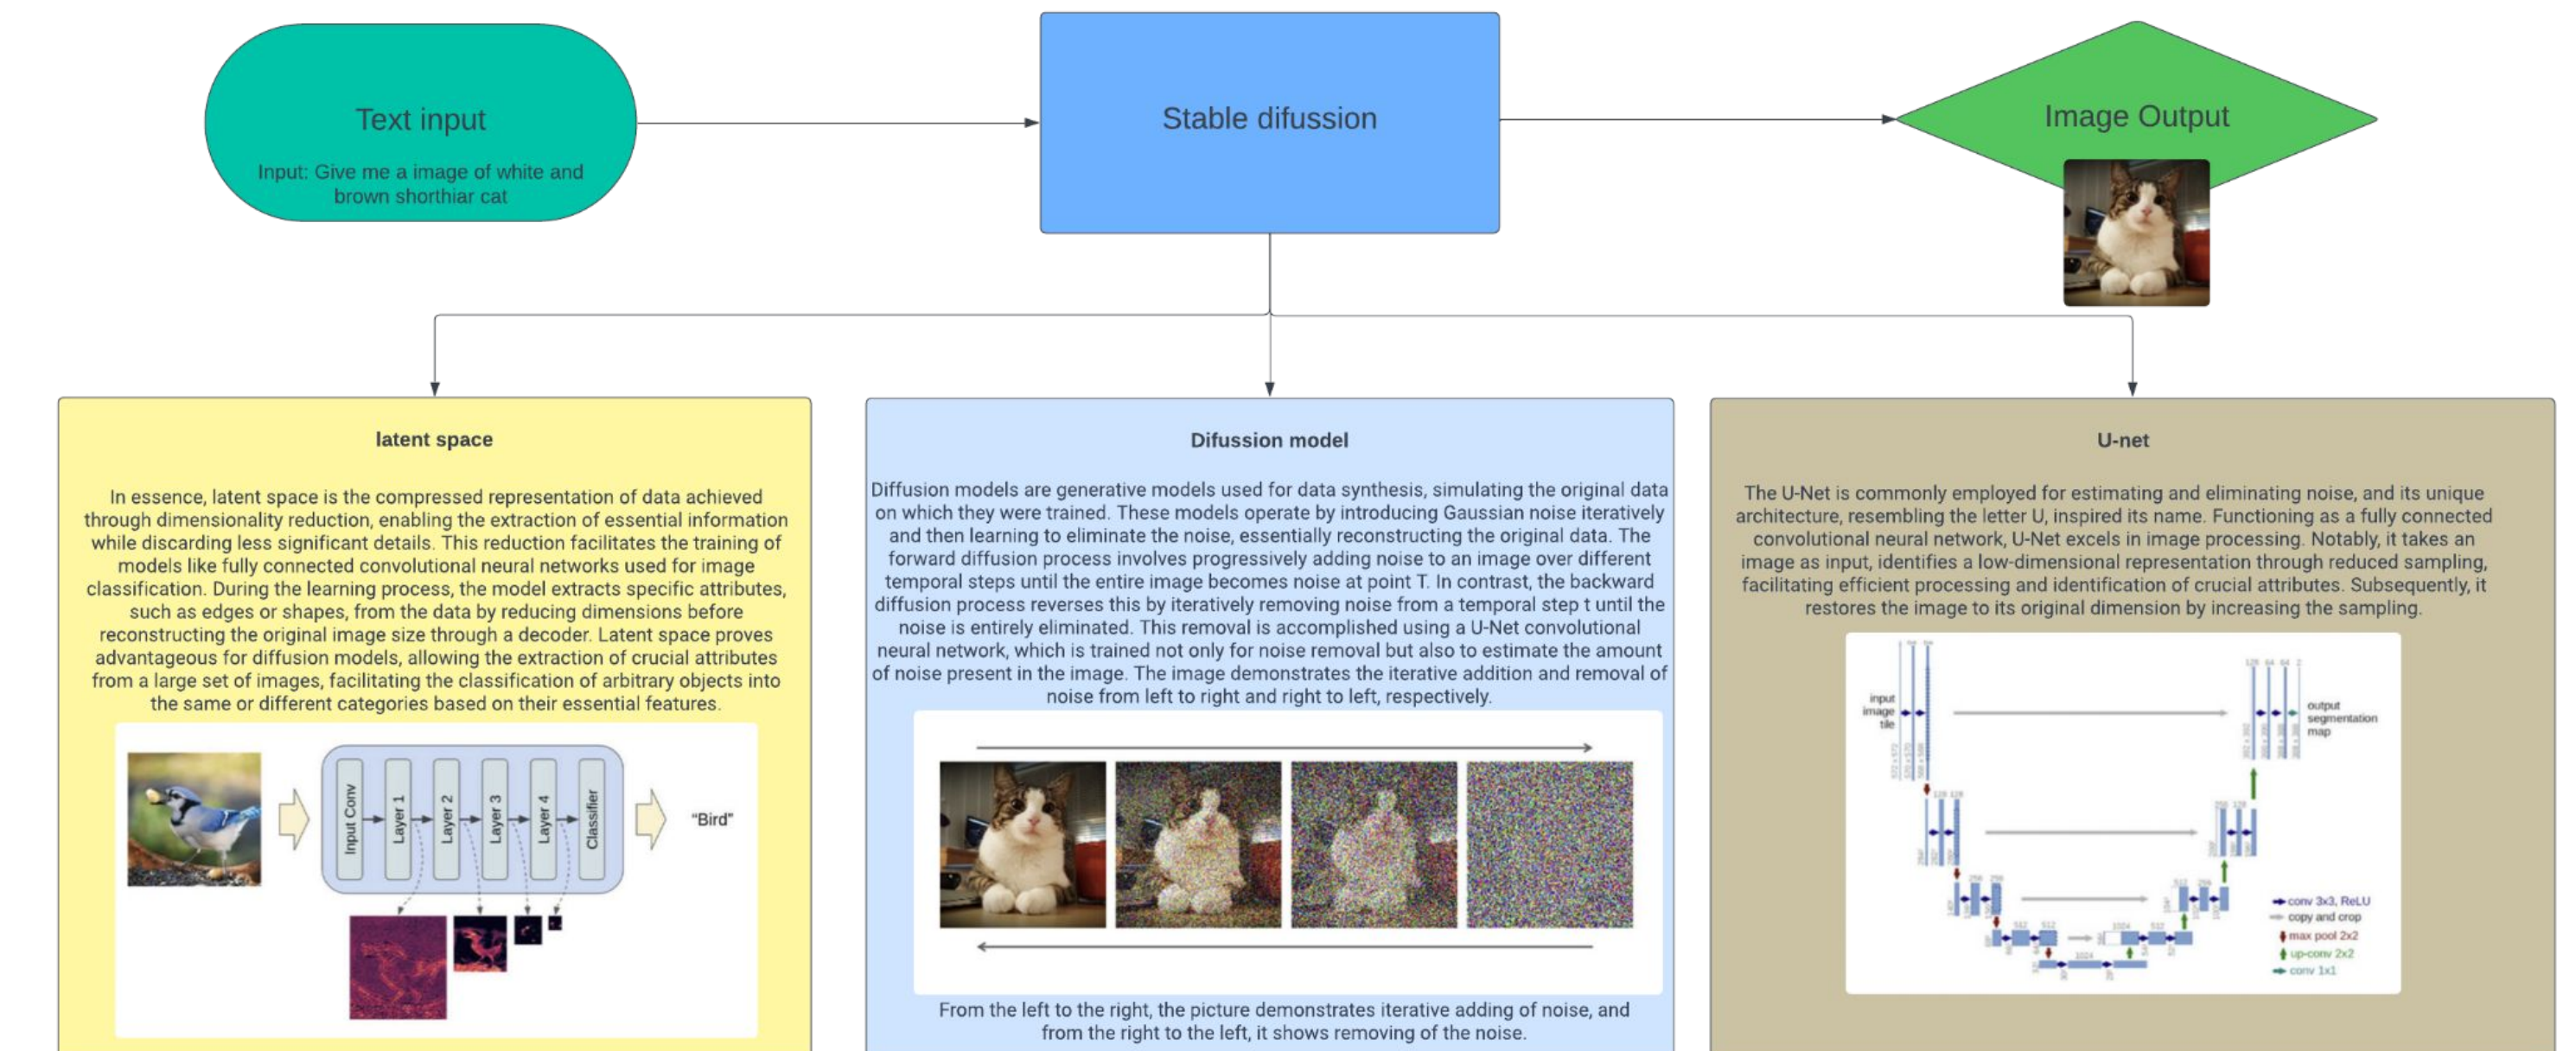 Text input
Input: Give me a image of white and
brown shorthiar cat
Stable difussion
Image Output
latent space
In essence, latent space is the compressed representation of data achieved
through dimensionality reduction, enabling the extraction of essential information
while discarding less significant details. This reduction facilitates the training of
models like fully connected convolutional neural networks used for image
classification. During the learning process, the model extracts specific attributes,
such as edges or shapes, from the data by reducing dimensions before
reconstructing the original image size through a decoder. Latent space proves
advantageous for diffusion models, allowing the extraction of crucial attributes
from a large set of images, facilitating the classification of arbitrary objects into
the same or different categories based on their essential features.
Input Conv
Layer 1
Layer 2
Layer 3
Layer 4
Classifier
“Bird”
Difussion model
Diffusion models are generative models used for data synthesis, simulating the original data
on which they were trained. These models operate by introducing Gaussian noise iteratively
and then learning to eliminate the noise, essentially reconstructing the original data. The
forward diffusion process involves progressively adding noise to an image over different
temporal steps until the entire image becomes noise at point T. In contrast, the backward
diffusion process reverses this by iteratively removing noise from a temporal step t until the
noise is entirely eliminated. This removal is accomplished using a U-Net convolutional
neural network, which is trained not only for noise removal but also to estimate the amount
of noise present in the image. The image demonstrates the iterative addition and removal of
noise from left to right and right to left, respectively.
From the left to the right, the picture demonstrates iterative adding of noise, and
from the right to the left, it shows removing of the noise.
U-net
The U-Net is commonly employed for estimating and eliminating noise, and its unique
architecture, resembling the letter U, inspired its name. Functioning as a fully connected
convolutional neural network, U-Net excels in image processing. Notably, it takes an
image as input, identifies a low-dimensional representation through reduced sampling,
facilitating efficient processing and identification of crucial attributes. Subsequently, it
restores the image to its original dimension by increasing the sampling.
input
image
tile
output
segmentation
map
128 64 64 2
128 128
256 256
512 512
1024
1024 512
512 256
256 128
conv 3x3, ReLU
copy and crop
max pool 2x2
up-conv 2x2
conv 1x1